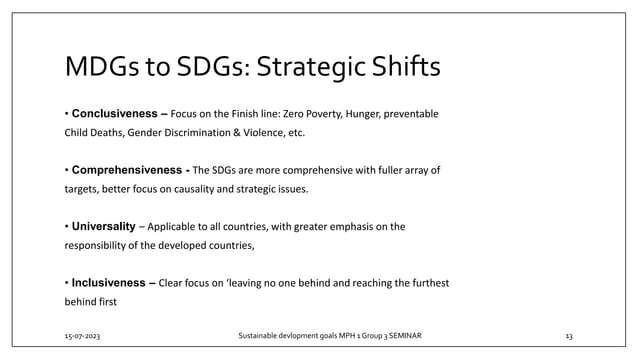 MDGs to SDGs: Strategic Shifts
• Conclusiveness – Focus on the Finish line: Zero Poverty, Hunger, preventable
Child Deaths, Gender Discrimination & Violence, etc.
• Comprehensiveness - The SDGs are more comprehensive with fuller array of
targets, better focus on causality and strategic issues.
• Universality – Applicable to all countries, with greater emphasis on the
responsibility of the developed countries,
• Inclusiveness – Clear focus on ‘leaving no one behind and reaching the furthest
behind first
15-07-2023 Sustainable devlopment goals MPH 1 Group 3 SEMINAR 13